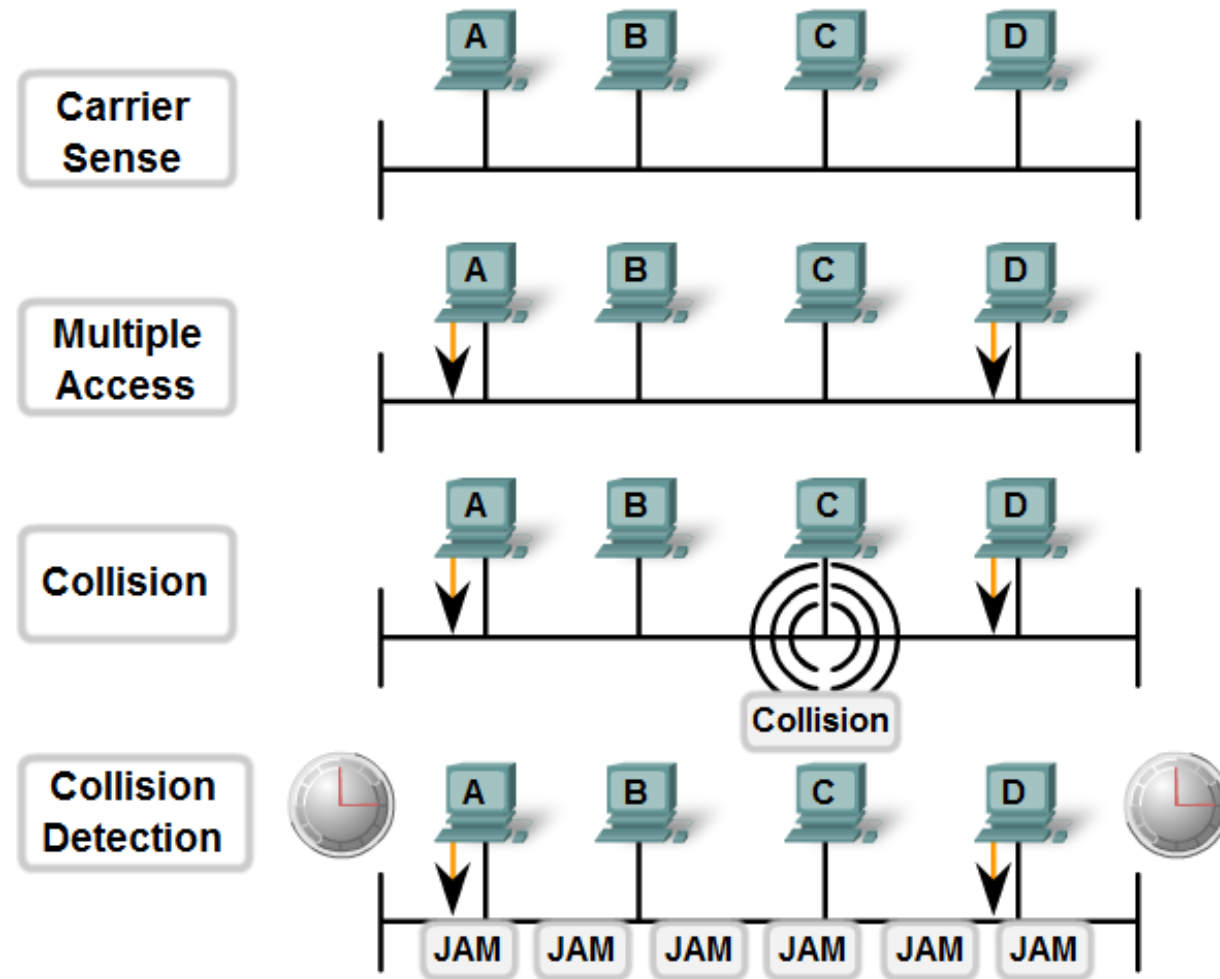 A B C D
Carrier
Sense
A B C D
Multiple
Access
A B C D
Collision
Collision
Collision
Detection
A B C D
JAM JAM JAM JAM JAM JAM